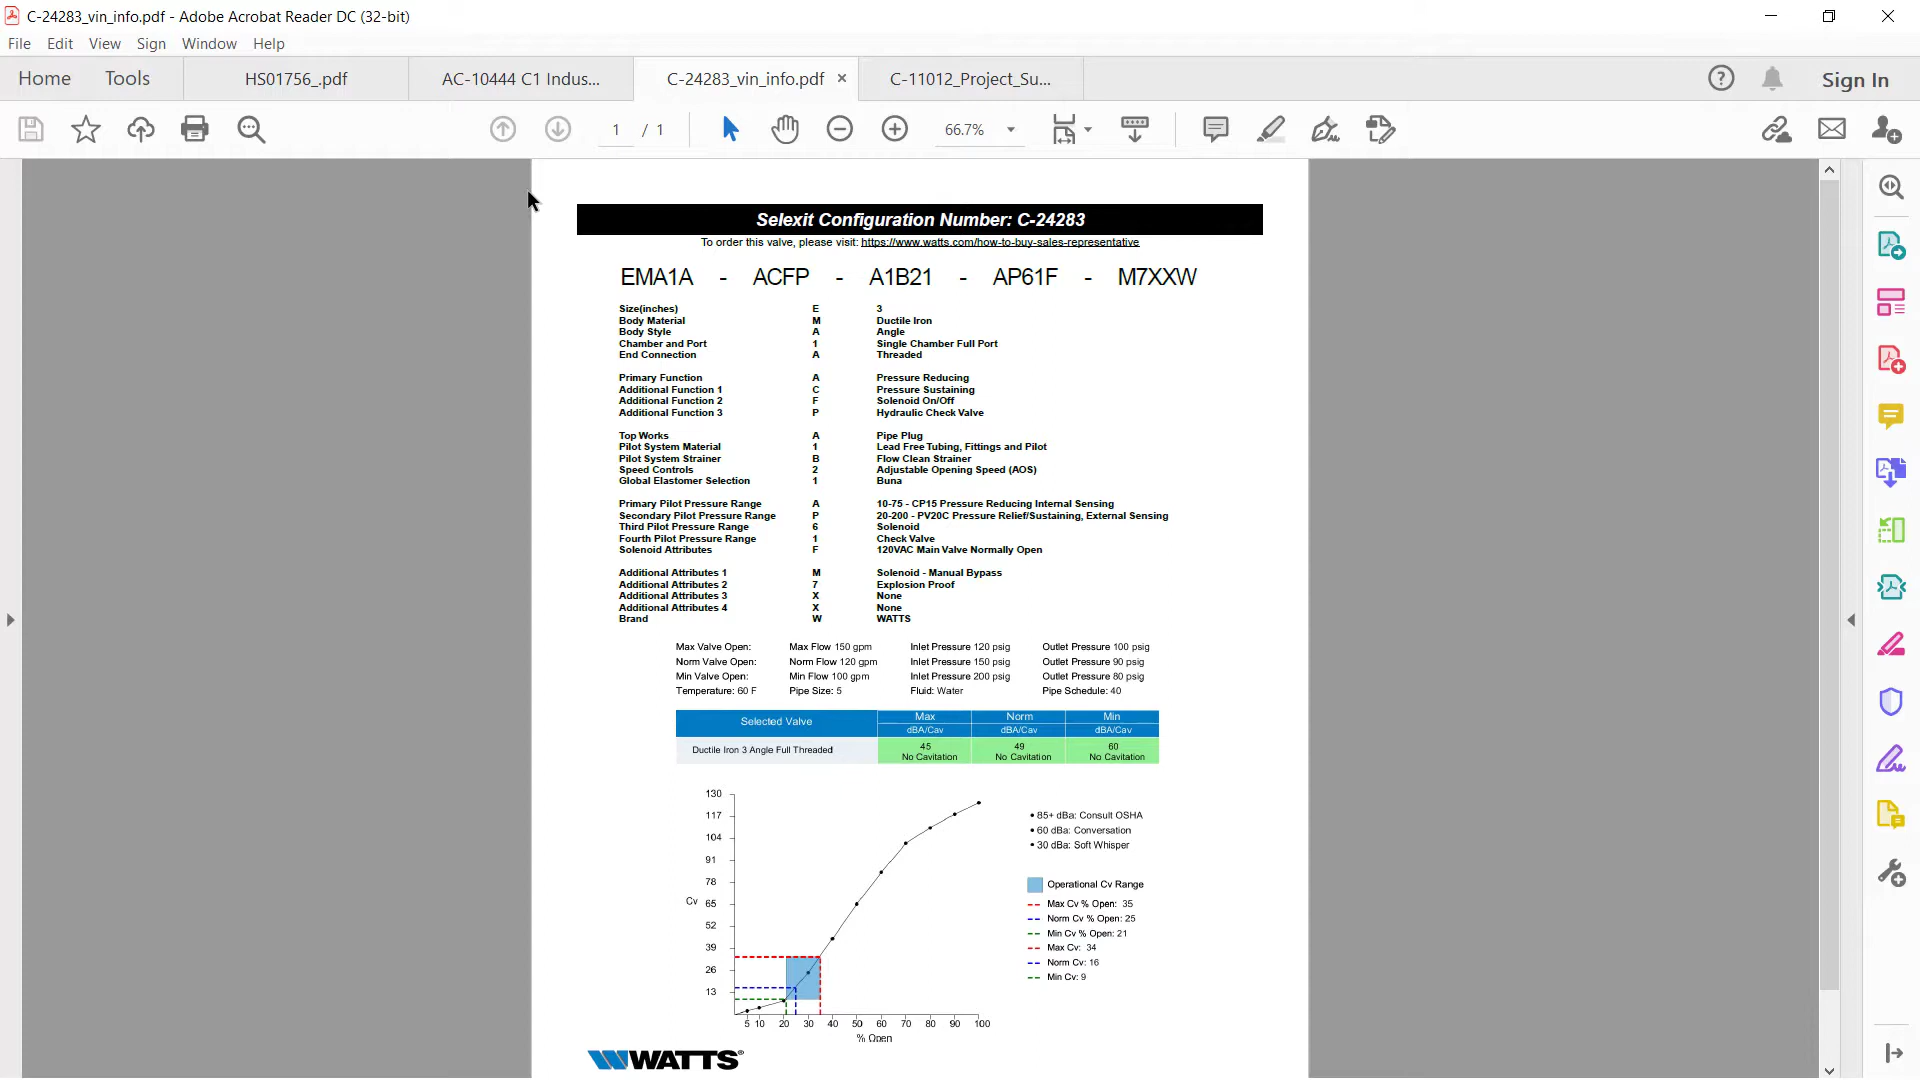 C-24283_vin_info.pdf - Adobe Acrobat Reader DC (32-bit)
File Edit View Sign Window Help
Home Tools HS01756_.pdf AC-10444 C1 Indus... C-24283_vin_info.pdf × C-11012_Project_Su... Sign In
1 / 1 66.7%
Selexit Configuration Number: C-24283
To order this valve, please visit: https://www.watts.com/how-to-buy-sales-representative
EMA1A - ACFP - A1B21 - AP61F - M7XXW
Size(inches) E 3
Body Material M Ductile Iron
Body Style A Angle
Chamber and Port 1 Single Chamber Full Port
End Connection A Threaded
Primary Function A Pressure Reducing
Additional Function 1 C Pressure Sustaining
Additional Function 2 F Solenoid On/Off
Additional Function 3 P Hydraulic Check Valve
Top Works A Pipe Plug
Pilot System Material 1 Lead Free Tubing, Fittings and Pilot
Pilot System Strainer B Flow Clean Strainer
Speed Controls 2 Adjustable Opening Speed (AOS)
Global Elastomer Selection 1 Buna
Primary Pilot Pressure Range A 10-75 - CP15 Pressure Reducing Internal Sensing
Secondary Pilot Pressure Range P 20-200 - PV20C Pressure Relief/Sustaining, External Sensing
Third Pilot Pressure Range 6 Solenoid
Fourth Pilot Pressure Range 1 Check Valve
Solenoid Attributes F 120VAC Main Valve Normally Open
Additional Attributes 1 M Solenoid - Manual Bypass
Additional Attributes 2 7 Explosion Proof
Additional Attributes 3 X None
Additional Attributes 4 X None
Brand W WATTS
Max Valve Open: Max Flow 150 gpm Inlet Pressure 120 psig Outlet Pressure 100 psig
Norm Valve Open: Norm Flow 120 gpm Inlet Pressure 150 psig Outlet Pressure 90 psig
Min Valve Open: Min Flow 100 gpm Inlet Pressure 200 psig Outlet Pressure 80 psig
Temperature: 60 F Pipe Size: 5 Fluid: Water Pipe Schedule: 40
Selected Valve Max Norm Min
dBA/Cav dBA/Cav dBA/Cav
Ductile Iron 3 Angle Full Threaded 45 49 60
No Cavitation No Cavitation No Cavitation
130
117
104
91
78
Cv 65
52
39
26
13
5 10 20 30 40 50 60 70 80 90 100
% Open
• 85+ dBa: Consult OSHA
• 60 dBa: Conversation
• 30 dBa: Soft Whisper
Operational Cv Range
Max Cv % Open: 35
Norm Cv % Open: 25
Min Cv % Open: 21
Max Cv: 34
Norm Cv: 16
Min Cv: 9
WATTS®